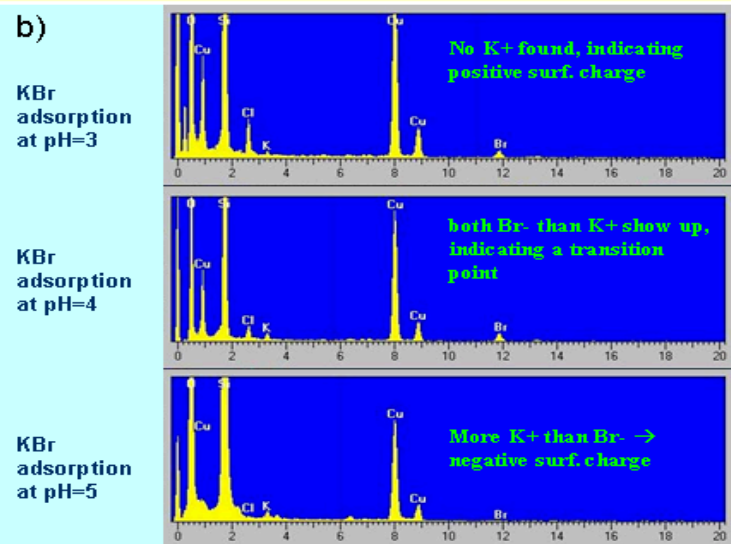 b)
KBr
adsorption
at pH=3
No K+ found, indicating
positive surf. charge
O Si Cu
Cu
Cl
K
Cu
Br
0 2 4 6 8 10 12 14 16 18 20
KBr
adsorption
at pH=4
both Br- than K+ show up,
indicating a transition
point
O Si Cu
Cu
Cl K
Cu
Br
0 2 4 6 8 10 12 14 16 18 20
KBr
adsorption
at pH=5
More K+ than Br- →
negative surf. charge
O Si
Cu Cu
Cl K
Cu
Br
0 2 4 6 8 10 12 14 16 18 20